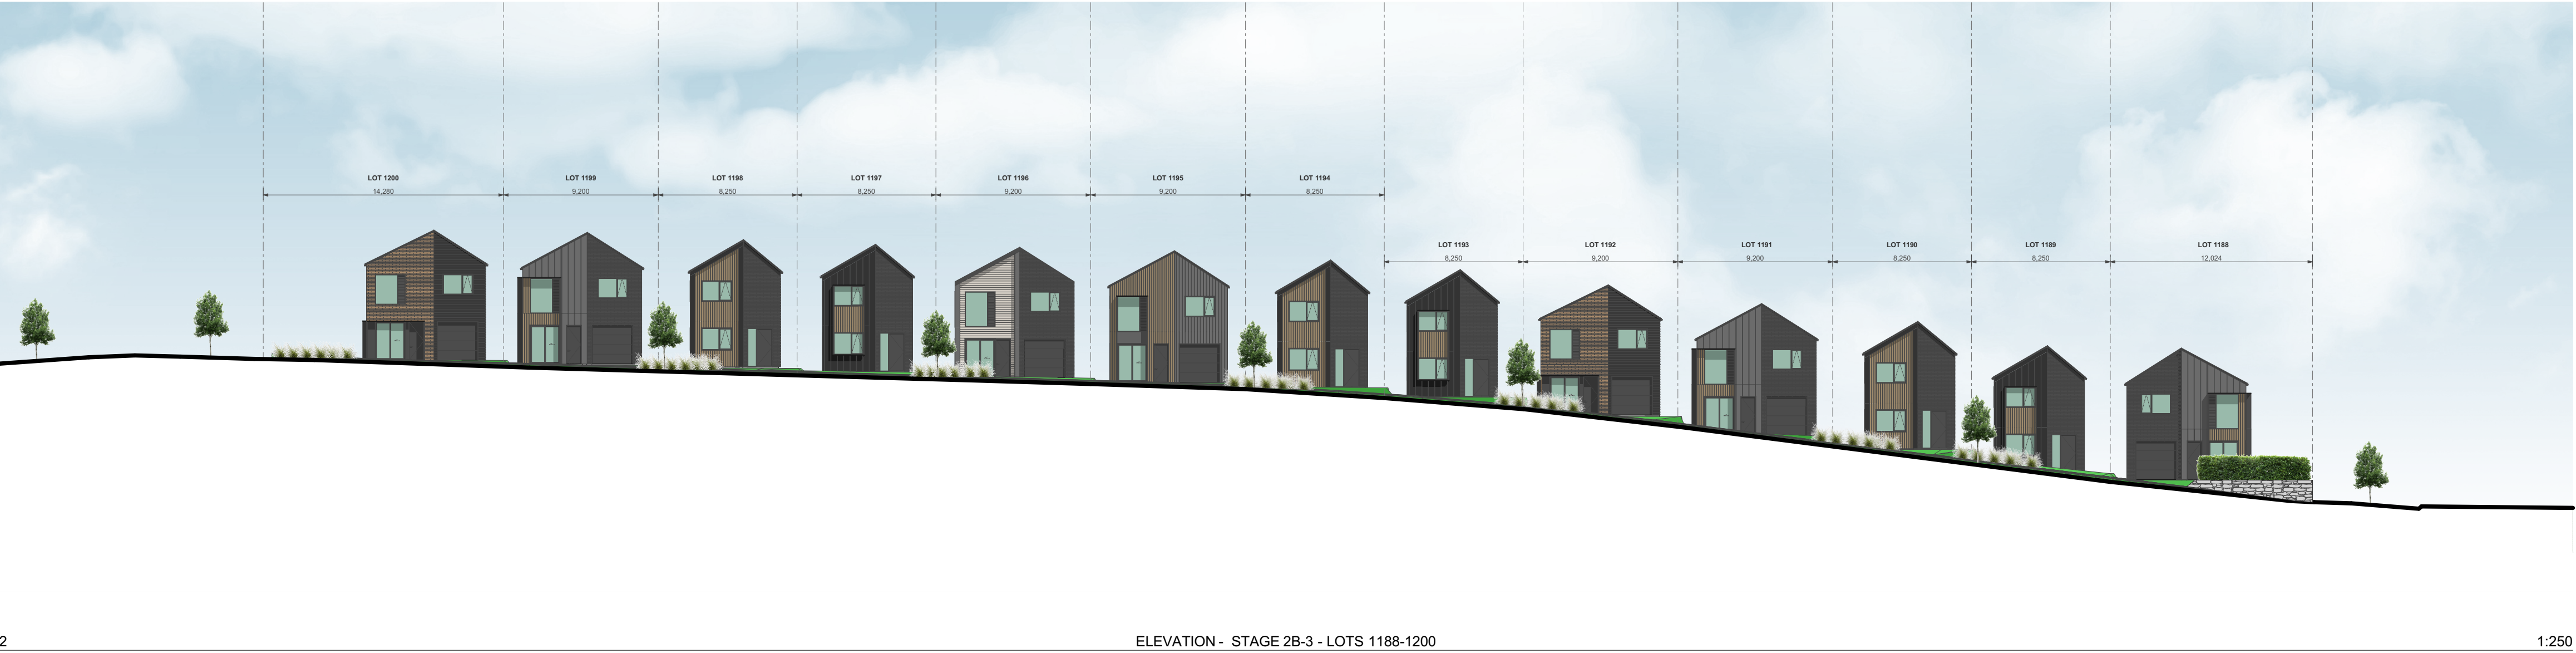 LOT 1200 LOT 1199 LOT 1198 LOT 1197 LOT 1196 LOT 1195 LOT 1194
14,280 9,200 8,250 8,250 9,200 9,200 8,250
LOT 1193 LOT 1192 LOT 1191 LOT 1190 LOT 1189 LOT 1188
8,250 9,200 9,200 8,250 8,250 12,024
2 ELEVATION - STAGE 2B-3 - LOTS 1188-1200 1:250